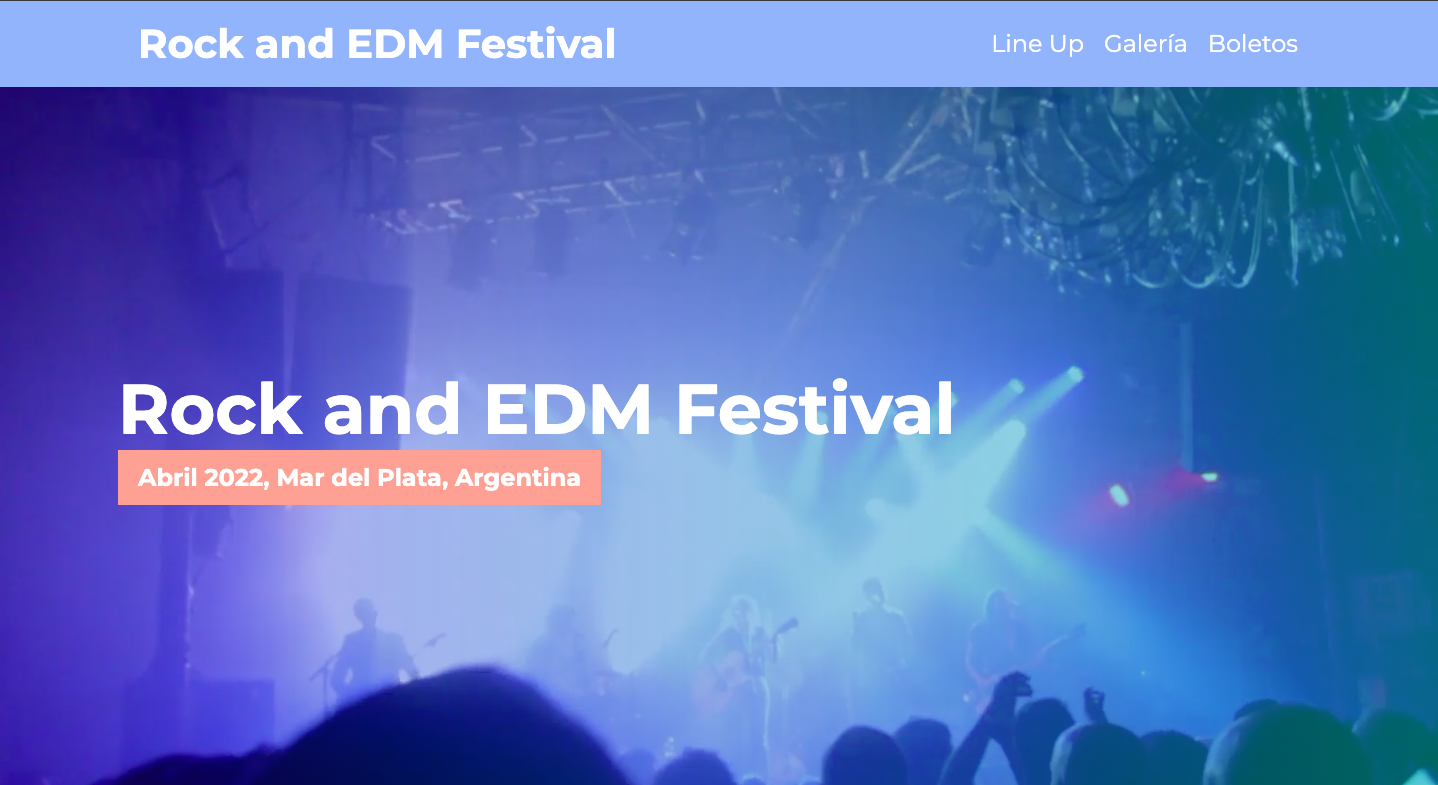 Rock and EDM Festival
Line Up Galería Boletos
Rock and EDM Festival
Abril 2022, Mar del Plata, Argentina